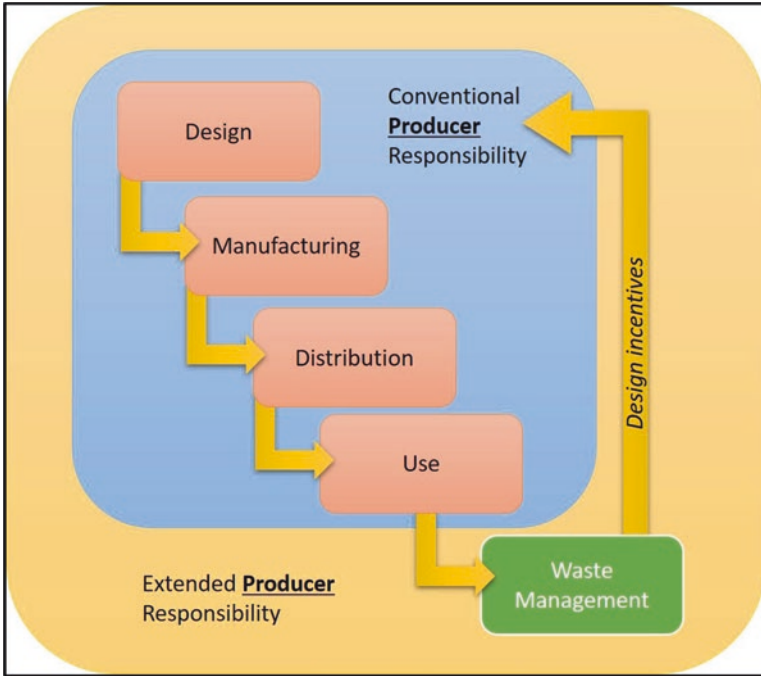 Design
Conventional
Producer
Responsibility
Manufacturing
Distribution
Use
Design incentives
Waste
Management
Extended Producer
Responsibility